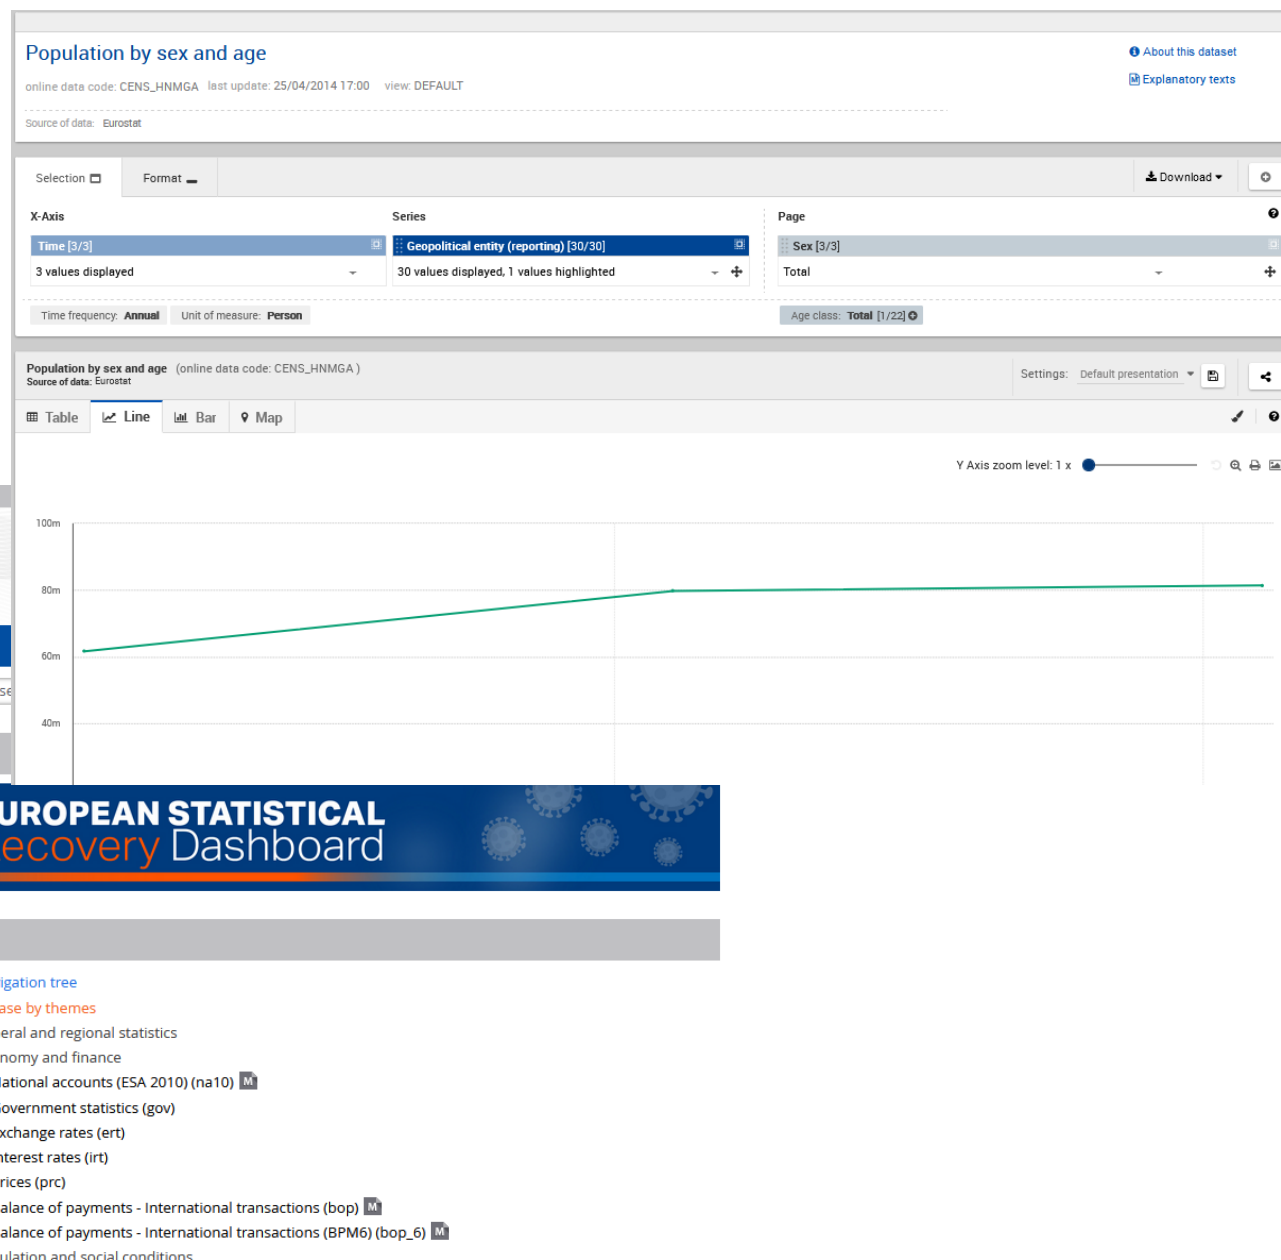 Population by sex and age
About this dataset
online data code: CENS_HNMGA last update: 25/04/2014 17:00 view: DEFAULT
Explanatory texts
Source of data: Eurostat
Selection
Format
Download
X-Axis
Series
Page
Time [3/3]
Geopolitical entity (reporting) [30/30]
Sex [3/3]
3 values displayed
30 values displayed, 1 values highlighted
Total
Time frequency: Annual
Unit of measure: Person
Age class: Total [1/22]
Population by sex and age (online data code: CENS_HNMGA )
Source of data: Eurostat
Settings: Default presentation
Table
Line
Bar
Map
Y Axis zoom level: 1 x
100m
80m
60m
se
40m
UROPEAN STATISTICAL
ecovery Dashboard
igation tree
ase by themes
eral and regional statistics
nomy and finance
ational accounts (ESA 2010) (na10) M
overnment statistics (gov)
xchange rates (ert)
nterest rates (irt)
rices (prc)
alance of payments - International transactions (bop) M
alance of payments - International transactions (BPM6) (bop_6) M
ulation and social conditions